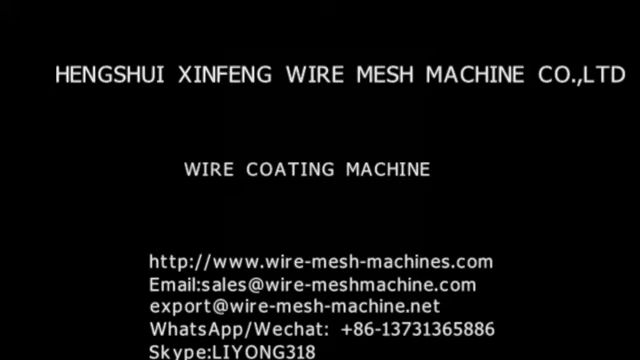 HENGSHUI XINFENG WIRE MESH MACHINE CO.,LTD
WIRE COATING MACHINE
http://www.wire-mesh-machines.com
Email:sales@wire-meshmachine.com
export@wire-mesh-machine.net
WhatsApp/Wechat: +86-13731365886
Skype:LIYONG318